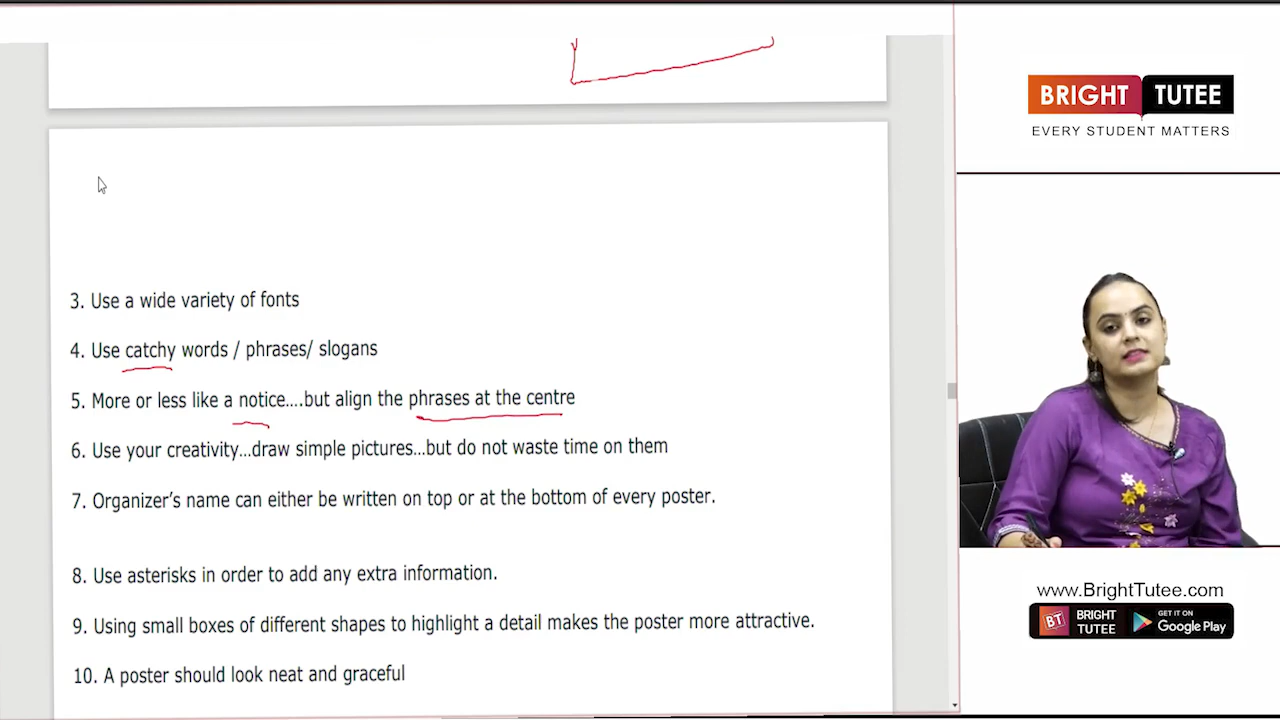 BRIGHT TUTEE
EVERY STUDENT MATTERS
3. Use a wide variety of fonts
4. Use catchy words / phrases/ slogans
5. More or less like a notice....but align the phrases at the centre
6. Use your creativity...draw simple pictures...but do not waste time on them
7. Organizer's name can either be written on top or at the bottom of every poster.
8. Use asterisks in order to add any extra information.
9. Using small boxes of different shapes to highlight a detail makes the poster more attractive.
10. A poster should look neat and graceful
www.BrightTutee.com
BT BRIGHT TUTEE
GET IT ON
Google Play